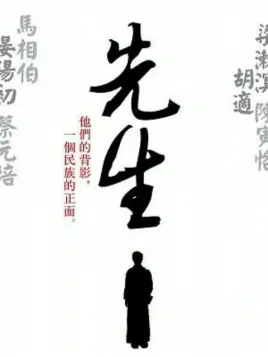 梁漱溟陳寅恪
胡適
先生
他們的背影，
一個民族的正面。
馬相伯
晏陽初 蔡元培